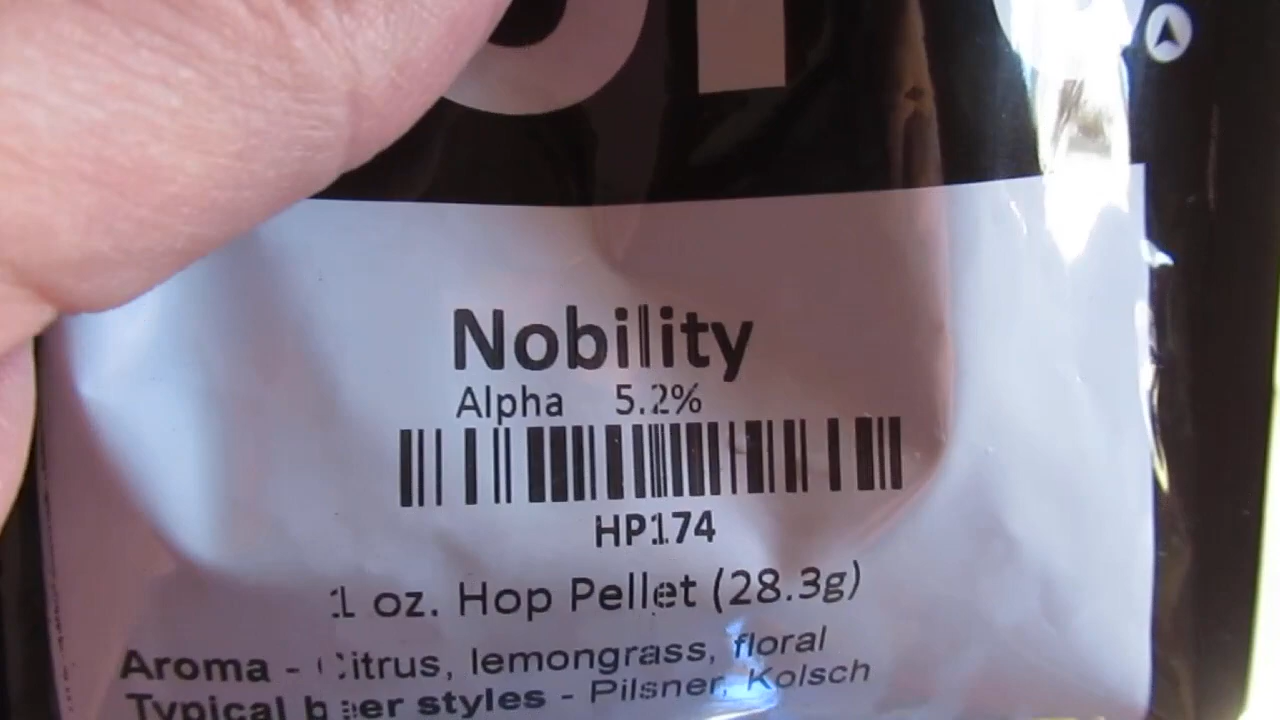 Nobility
Alpha 5.2%
HP174
1 oz. Hop Pellet (28.3g)
Aroma - Citrus, lemongrass, floral
Typical beer styles - Pilsner, Kolsch